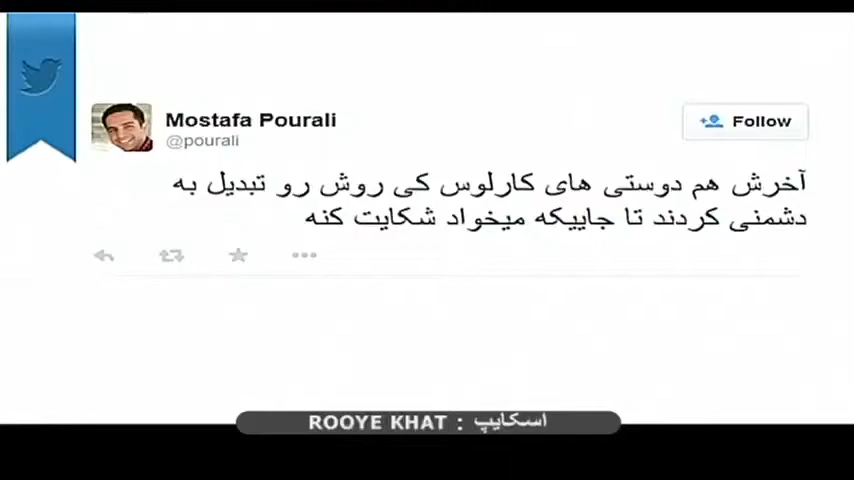 Mostafa Pourali
@pourali
Follow
آخرش هم دوستی های کارلوس کی روش رو تبدیل به
دشمنی کردند تا جاییکه میخواد شکایت کنه
اسکایپ : ROOYE KHAT